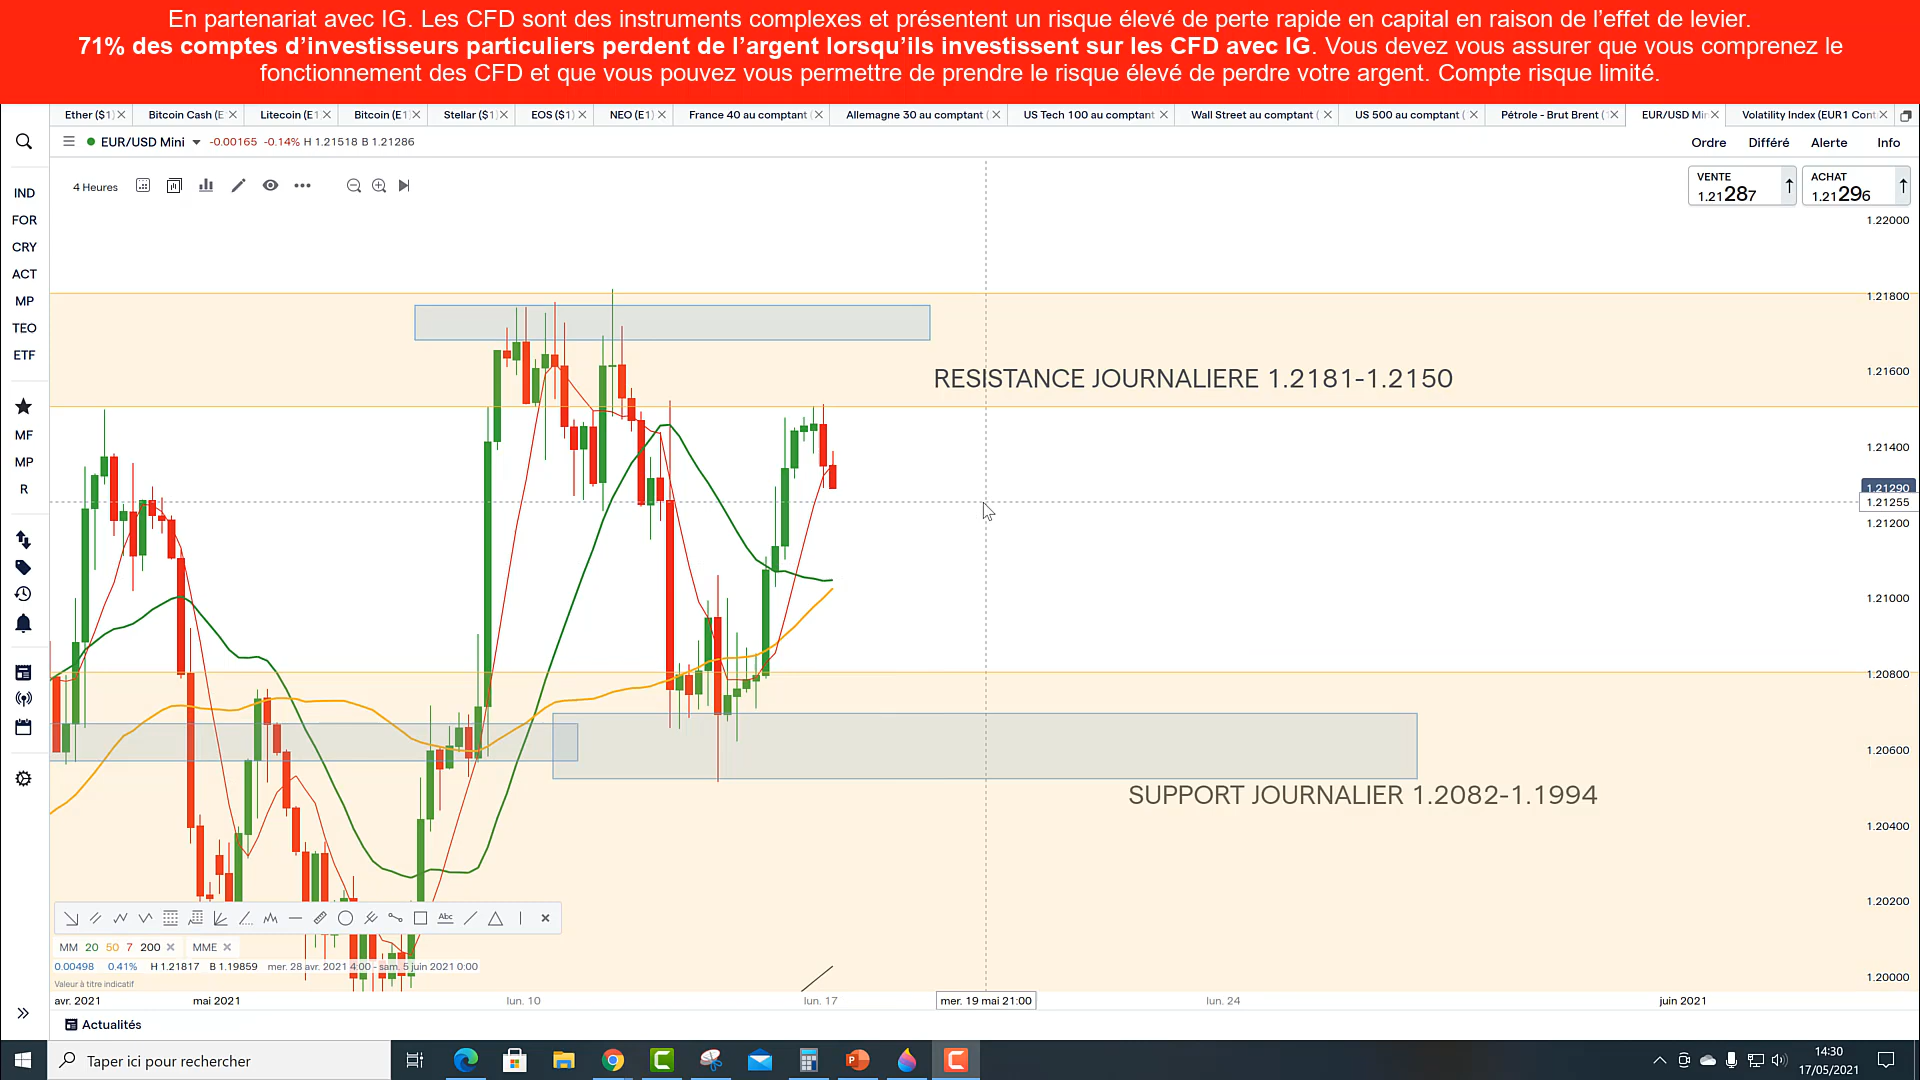 En partenariat avec IG. Les CFD sont des instruments complexes et présentent un risque élevé de perte rapide en capital en raison de l’effet de levier.
71% des comptes d’investisseurs particuliers perdent de l’argent lorsqu’ils investissent sur les CFD avec IG. Vous devez vous assurer que vous comprenez le
fonctionnement des CFD et que vous pouvez vous permettre de prendre le risque élevé de perdre votre argent. Compte risque limité.
Ether ($1) Bitcoin Cash (E Litecoin (E1 Bitcoin (E1) Stellar ($1) EOS ($1) NEO (E1) France 40 au comptant ( Allemagne 30 au comptant ( US Tech 100 au comptant Wall Street au comptant ( US 500 au comptant ( Pétrole - Brut Brent ( EUR/USD Mir Volatility Index (EUR1 Cont
EUR/USD Mini -0.00165 -0.14% H 1.21518 B 1.21286
Ordre Différé Alerte Info
4 Heures
VENTE
1.21287
ACHAT
1.21296
IND
FOR
CRY
ACT
MP
TEO
ETF
MF
MP
R
1.22000
1.21800
1.21600
1.21400
1.21290
1.21255
1.21200
1.21000
1.20800
1.20600
1.20400
1.20200
1.20000
RESISTANCE JOURNALIERE 1.2181-1.2150
SUPPORT JOURNALIER 1.2082-1.1994
Abc
MM 20 50 7 200 MME
0.00498 0.41% H 1.21817 B 1.19859 mer. 28 avr. 2021 4:00 - sam. 5 juin 2021 0:00
Valeur à titre indicatif
avr. 2021 mai 2021 lun. 10 lun. 17 mer. 19 mai 21:00 lun. 24 juin 2021
Actualités
Taper ici pour rechercher
14:30
17/05/2021